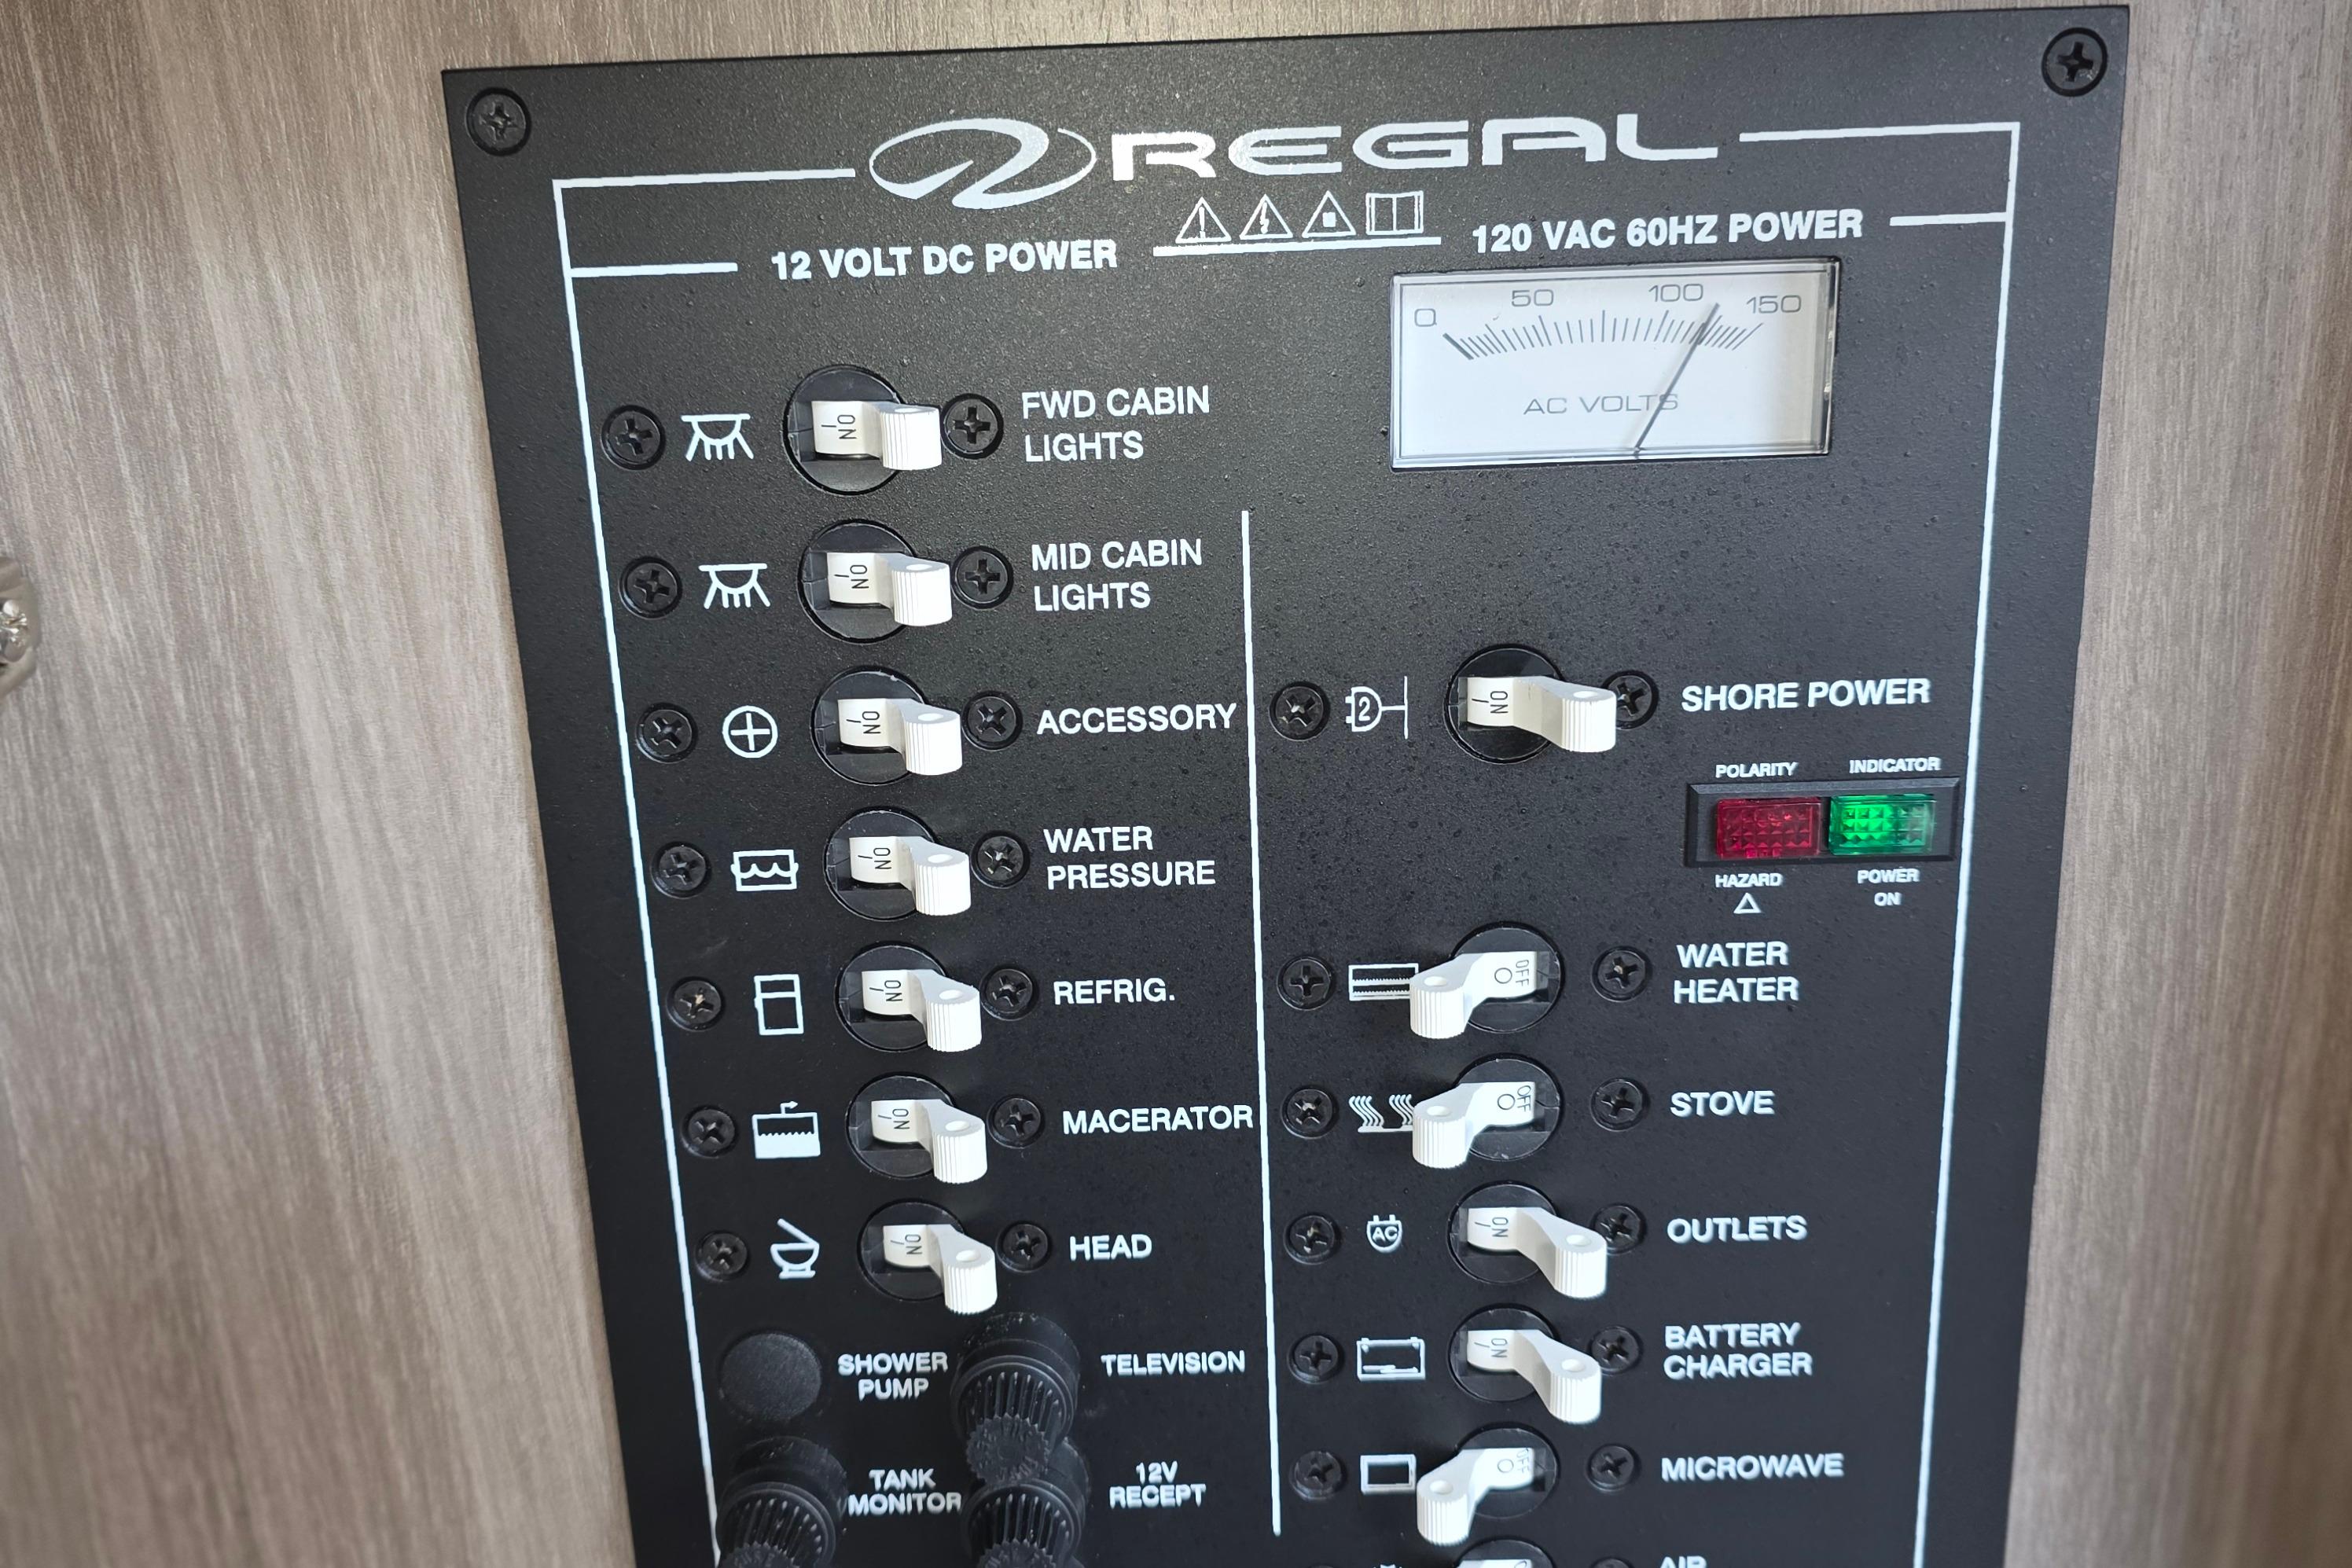 REGAL
12 VOLT DC POWER
120 VAC 60HZ POWER
0 50 100 150
AC VOLTS
ON
FWD CABIN
LIGHTS
ON
MID CABIN
LIGHTS
ON
ACCESSORY
ON
WATER
PRESSURE
ON
REFRIG.
ON
MACERATOR
ON
HEAD
SHOWER
PUMP
TELEVISION
TANK
MONITOR
12V
RECEPT
2
ON
SHORE POWER
POLARITY INDICATOR
HAZARD
POWER
ON
OFF
WATER
HEATER
OFF
STOVE
AC
ON
OUTLETS
ON
BATTERY
CHARGER
OFF
MICROWAVE
AIR